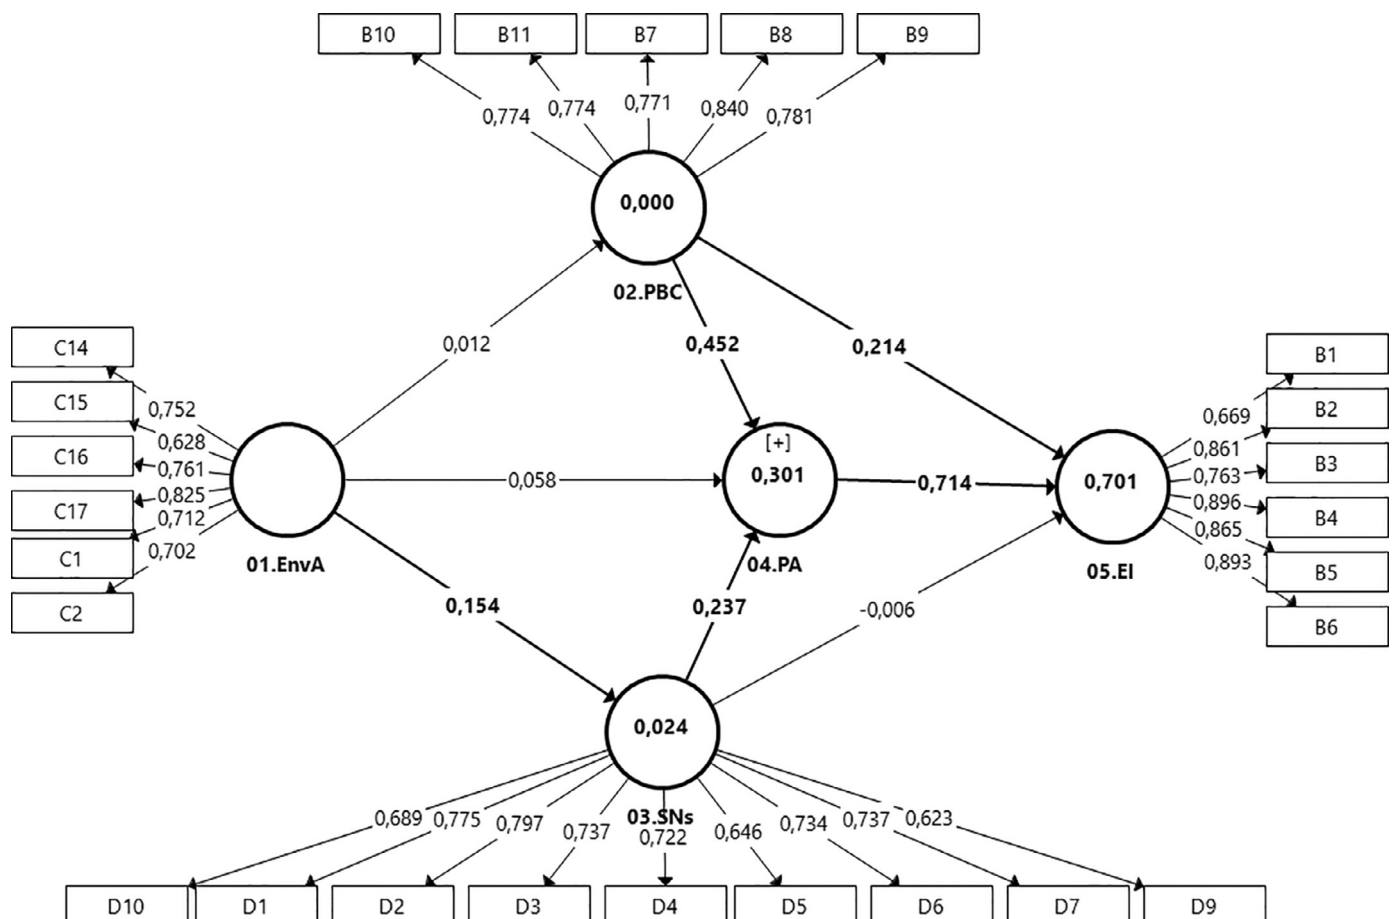 B10 B11 B7 B8 B9
0,774 0,774 0,771 0,840 0,781
0,000
02.PBC
0,012 0,452 0,214
C14
C15
C16
C17
C1
C2
0,752
0,628
0,761
0,825
0,712
0,702
01.EnvA
0,058
[+]
0,301
04.PA
0,714
0,701
05.EI
0,669
0,861
0,763
0,896
0,865
0,893
B1
B2
B3
B4
B5
B6
0,154 0,237 -0,006
0,024
03.SNs
0,689 0,775 0,797 0,737 0,722 0,646 0,734 0,737 0,623
D10 D1 D2 D3 D4 D5 D6 D7 D9